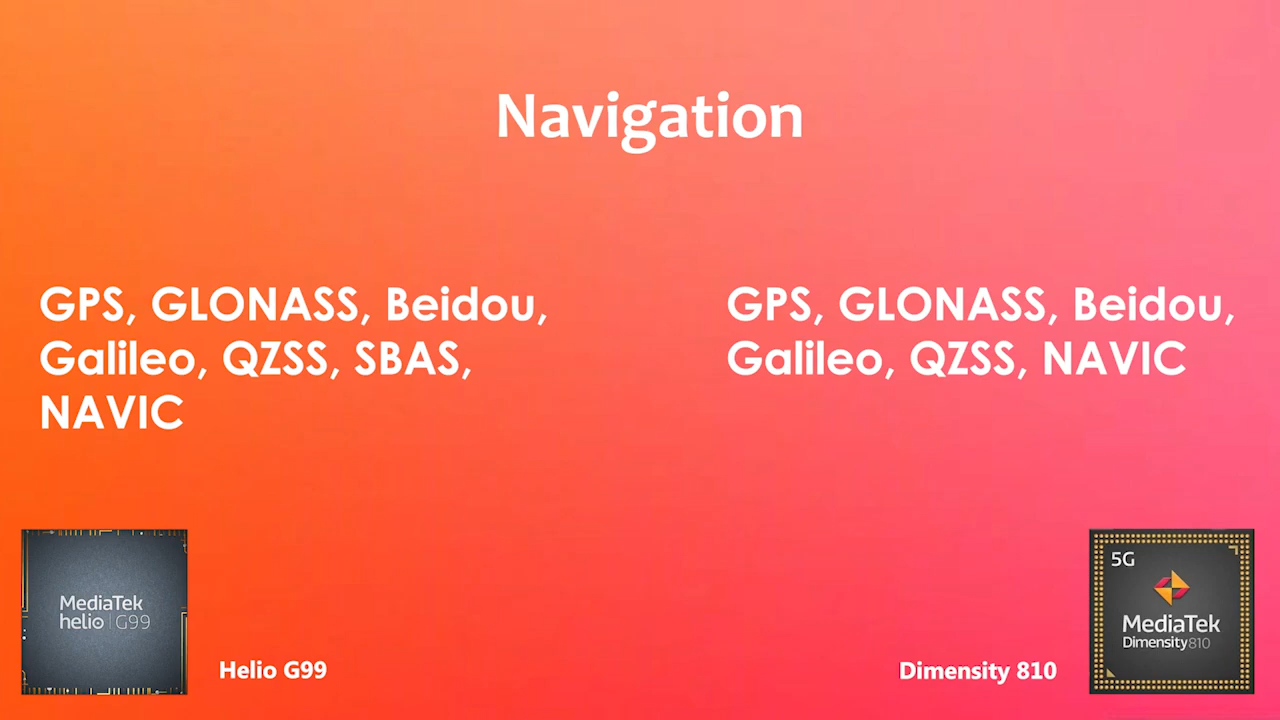 Navigation
GPS, GLONASS, Beidou,
Galileo, QZSS, SBAS,
NAVIC
GPS, GLONASS, Beidou,
Galileo, QZSS, NAVIC
MediaTek
helio | G99
Helio G99
Dimensity 810
5G
MediaTek
Dimensity 810